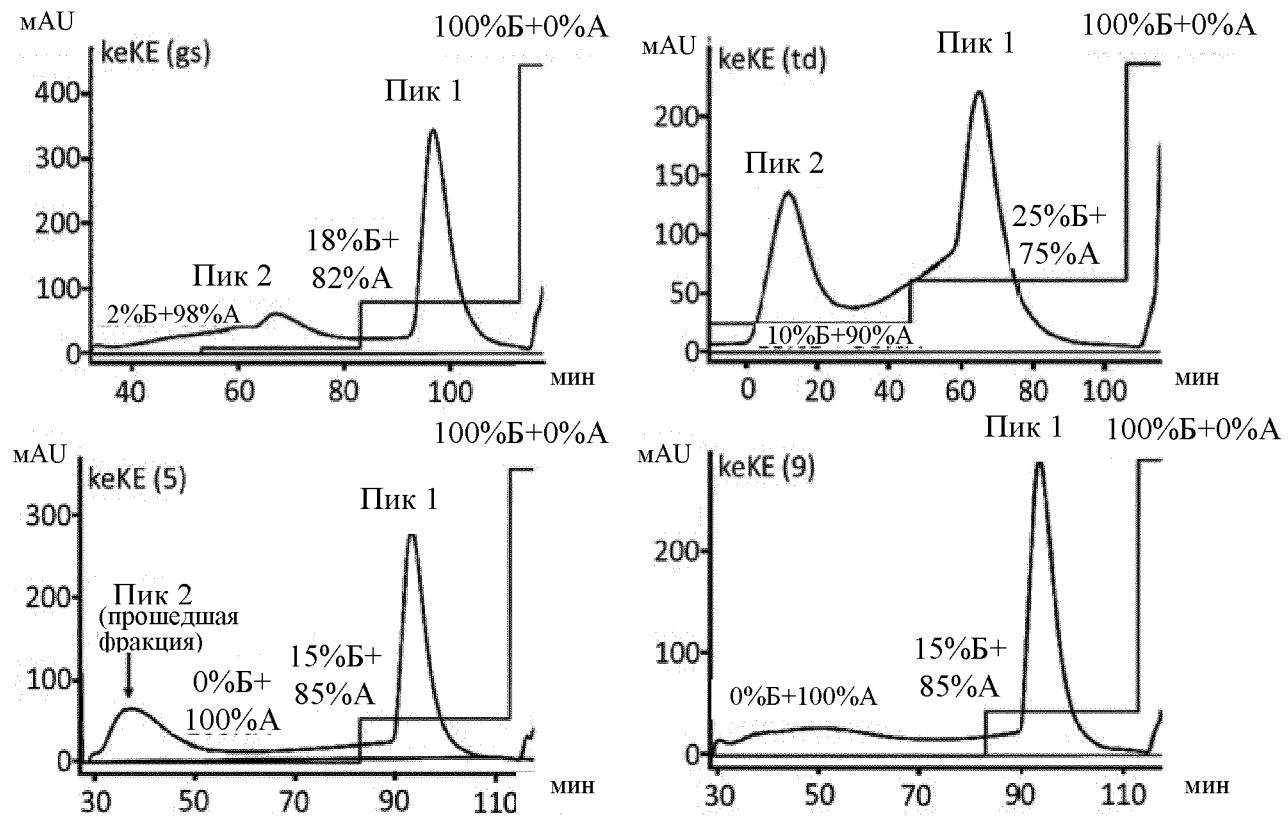 мAU
100%Б+0%А
keKE (gs)
Пик 1
400
300
18%Б+
82%А
200
Пик 2
100
2%Б+98%А
0
40
60
80
100
мин
мAU
100%Б+0%А
Пик 1
keKE (td)
200
Пик 2
150
25%Б+
75%А
100
50
10%Б+90%А
0
0
20
40
60
80
100
мин
мAU
100%Б+0%А
keKE (5)
Пик 1
300
200
Пик 2
(прошедшая
фракция)
15%Б+
85%А
0%Б+
100%А
100
0
30
50
70
90
110
мин
мAU
Пик 1
100%Б+0%А
keKE (9)
200
15%Б+
85%А
100
0%Б+100%А
0
30
50
70
90
110
мин